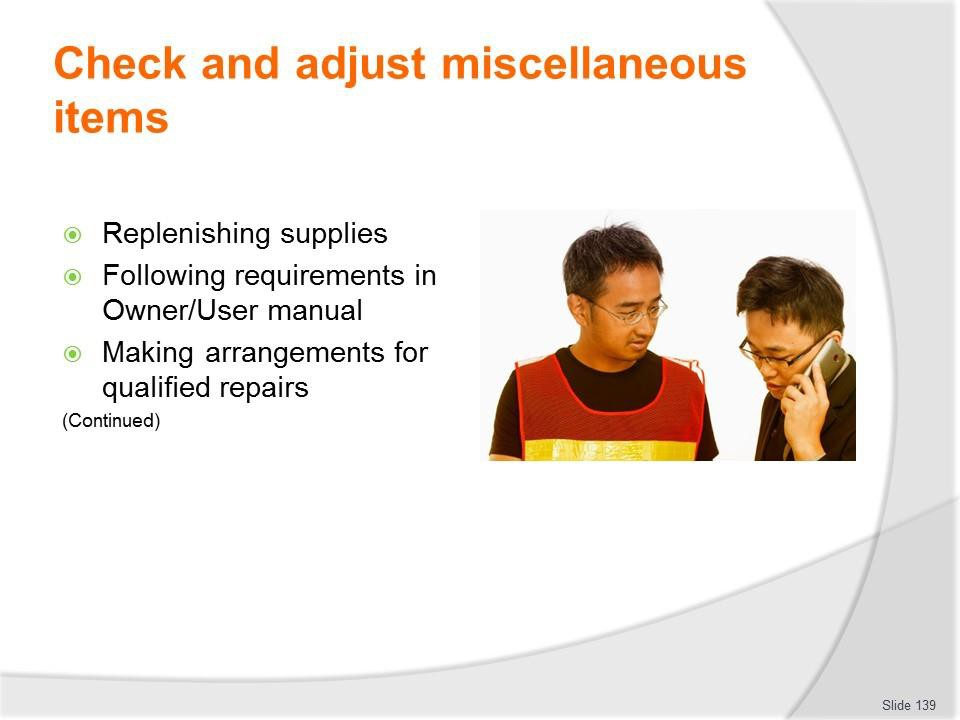 Check and adjust miscellaneous
items
Replenishing supplies
Following requirements in
Owner/User manual
Making arrangements for
qualified repairs
(Continued)
Slide 139